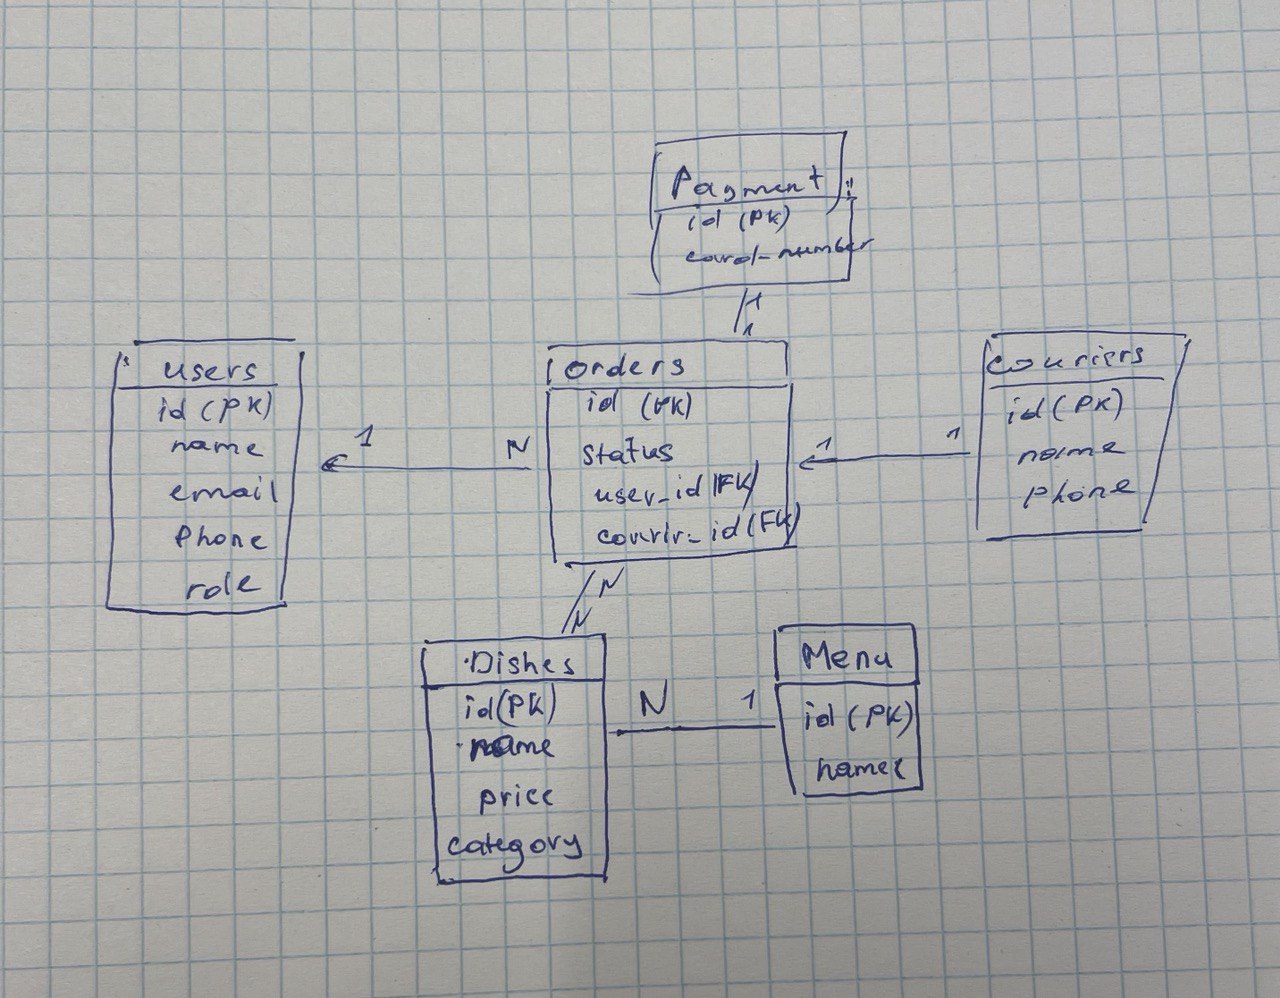 Payment
id (PK)
card-number
1
1
users
id (PK)
name
email
Phone
role
1
N
orders
id (PK)
status
user_id (FK)
courir_id (FK)
1
1
couriers
id (PK)
name
phone
N
N
Dishes
id (PK)
name
price
category
N
1
Menu
id (PK)
name